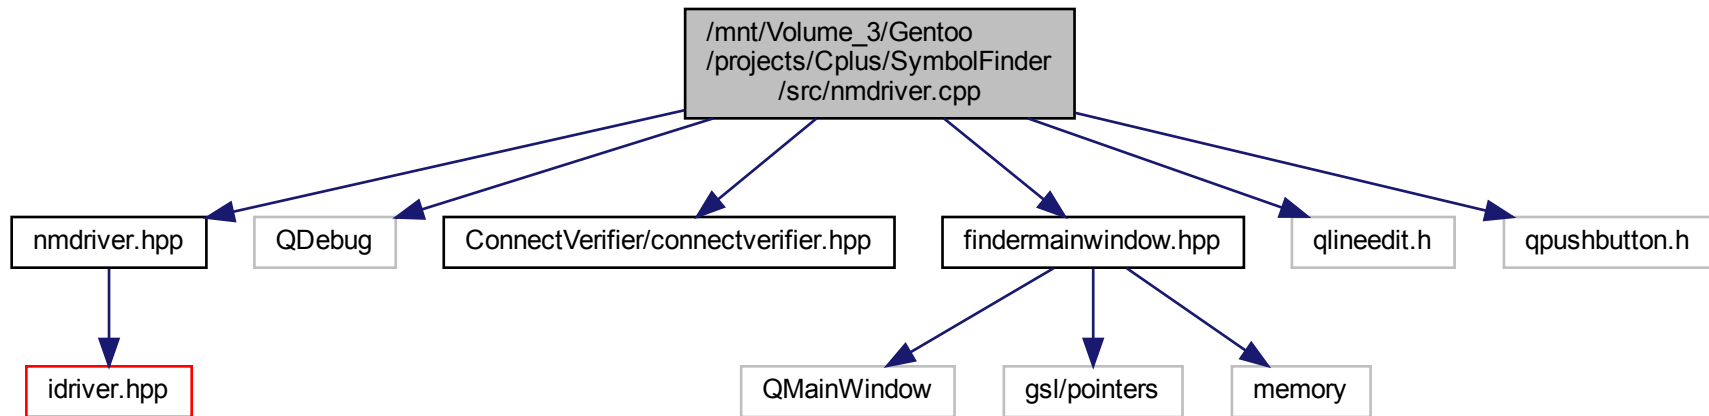 /mnt/Volume_3/Gentoo
/projects/Cplus/SymbolFinder
/src/nmdriver.cpp
nmdriver.hpp
QDebug
ConnectVerifier/connectverifier.hpp
findermainwindow.hpp
qlineedit.h
qpushbutton.h
idriver.hpp
QMainWindow
gsl/pointers
memory